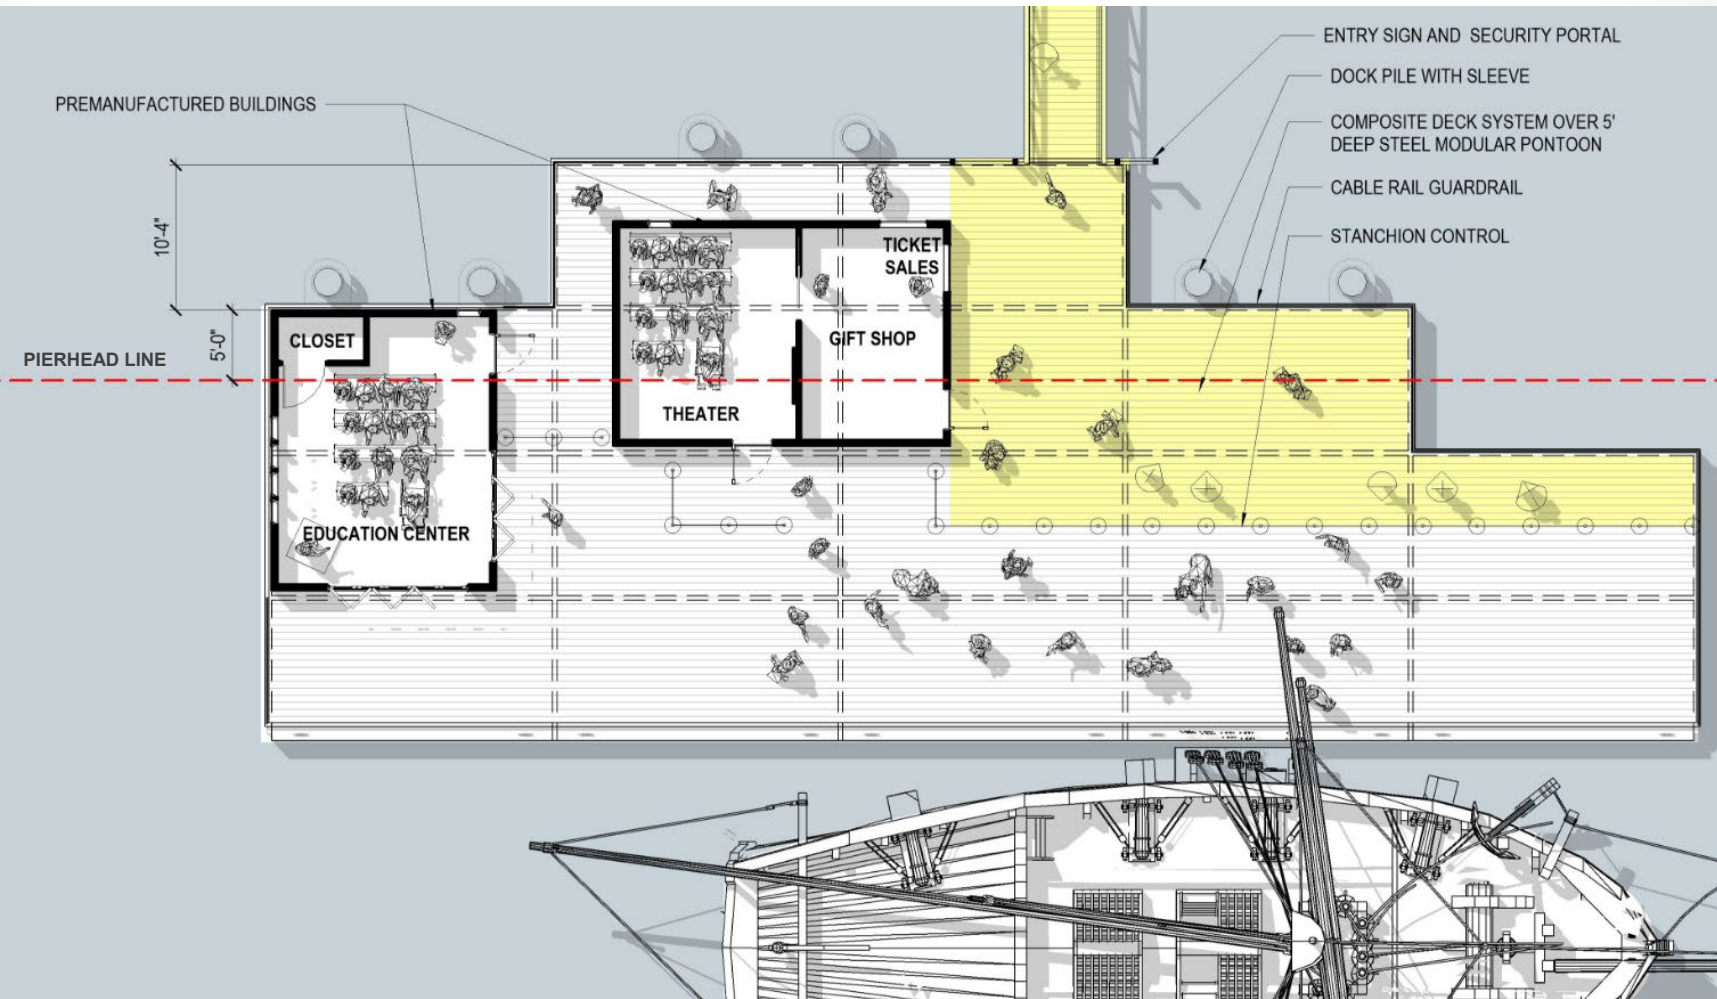 ENTRY SIGN AND SECURITY PORTAL
DOCK PILE WITH SLEEVE
PREMANUFACTURED BUILDINGS
COMPOSITE DECK SYSTEM OVER 5'
DEEP STEEL MODULAR PONTOON
CABLE RAIL GUARDRAIL
STANCHION CONTROL
10'-4"
TICKET
SALES
5'-0"
CLOSET
GIFT SHOP
PIERHEAD LINE
THEATER
EDUCATION CENTER